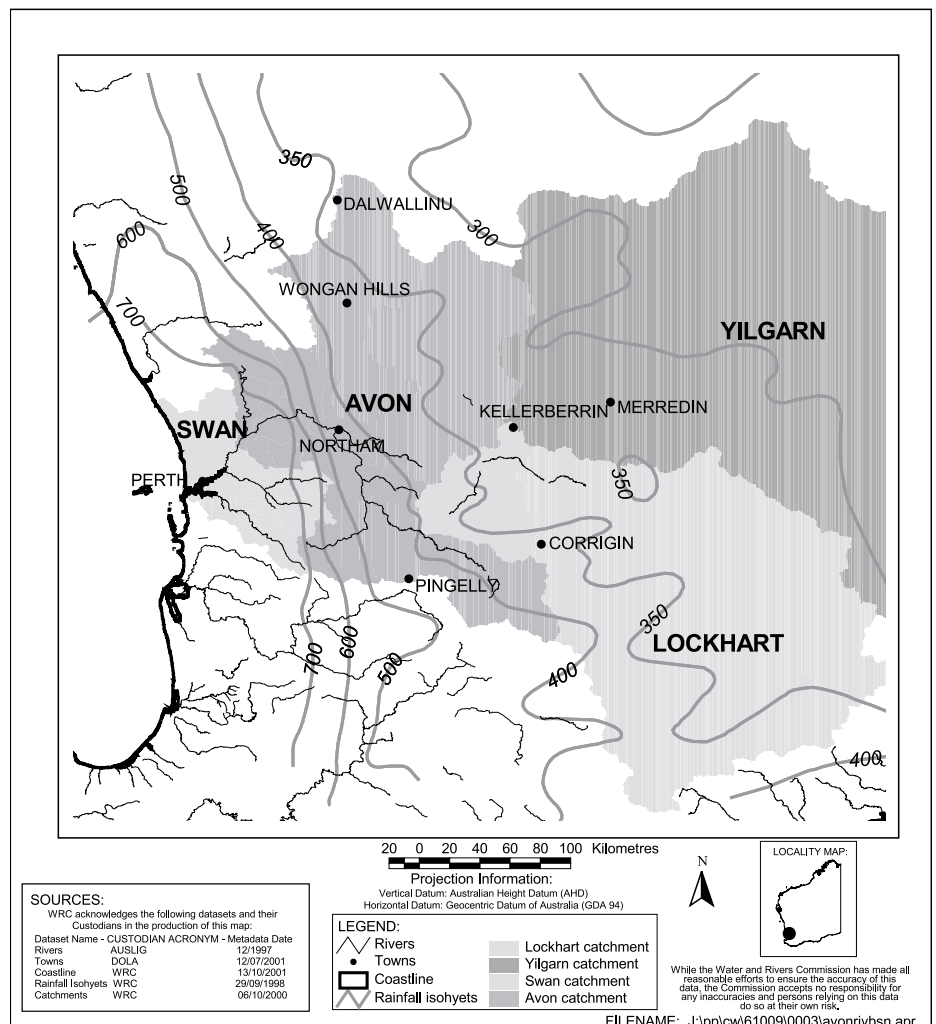 350
500
DALWALLINU
400
300
600
WONGAN HILLS
700
YILGARN
AVON
KELLERBERRIN
MERREDIN
SWAN
NORTHAM
PERTH
350
CORRIGIN
PINGELLY
350
LOCKHART
700
600
500
400
400
20 0 20 40 60 80 100 Kilometres
Projection Information:
Vertical Datum: Australian Height Datum (AHD)
Horizontal Datum: Geocentric Datum of Australia (GDA 94)
N
LOCALITY MAP:
SOURCES:
WRC acknowledges the following datasets and their
Custodians in the production of this map:
Dataset Name - CUSTODIAN ACRONYM - Metadata Date
Rivers AUSLIG 12/1997
Towns DOLA 12/07/2001
Coastline WRC 13/10/2001
Rainfall Isohyets WRC 29/09/1998
Catchments WRC 06/10/2000
LEGEND:
Rivers
Towns
Coastline
Rainfall isohyets
Lockhart catchment
Yilgarn catchment
Swan catchment
Avon catchment
While the Water and Rivers Commission has made all
reasonable efforts to ensure the accuracy of this
data, the Commission accepts no responsibility for
any inaccuracies and persons relying on this data
do so at their own risk.
FILENAME: J:\pp\cw\61009\0003\avonrivbsn.apr